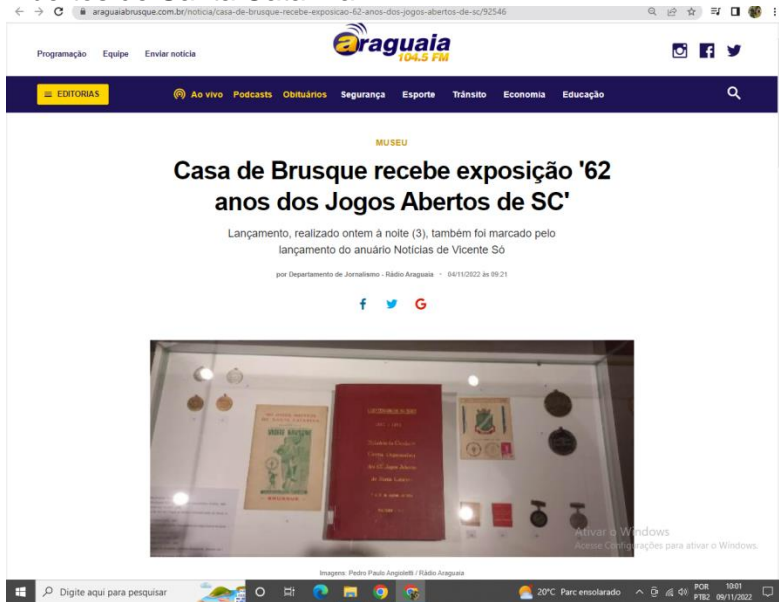 araguaiabrusque.com.br/noticia/casa-de-brusque-recebe-exposicao-62-anos-dos-jogos-abertos-de-sc/92546
Programação Equipe Enviar notícia
araguaia
104.5 FM
EDITORIAS
Ao vivo Podcasts Obituários Segurança Esporte Trânsito Economia Educação
MUSEU
Casa de Brusque recebe exposição '62
anos dos Jogos Abertos de SC'
Lançamento, realizado ontem à noite (3), também foi marcado pelo
lançamento do anuário Notícias de Vicente Só
por Departamento de Jornalismo - Rádio Araguaia • 04/11/2022 às 09:21
f G
BRUSQUE
Ativar o Windows
Acesse Configurações para ativar o Windows.
Imagens: Pedro Paulo Angioletti / Rádio Araguaia
Digite aqui para pesquisar
20°C Parc ensolarado
POR
PTB2
10:01
09/11/2022